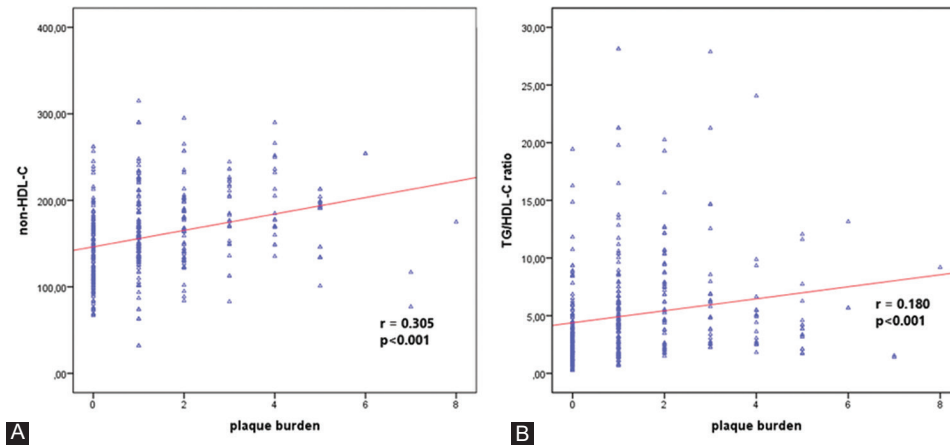 400,00
300,00
200,00
100,00
,00
non-HDL-C
r = 0.305
p<0.001
0 2 4 6 8
plaque burden
A
30,00
25,00
20,00
15,00
10,00
5,00
,00
TG/HDL-C ratio
r = 0.180
p<0.001
0 2 4 6 8
plaque burden
B